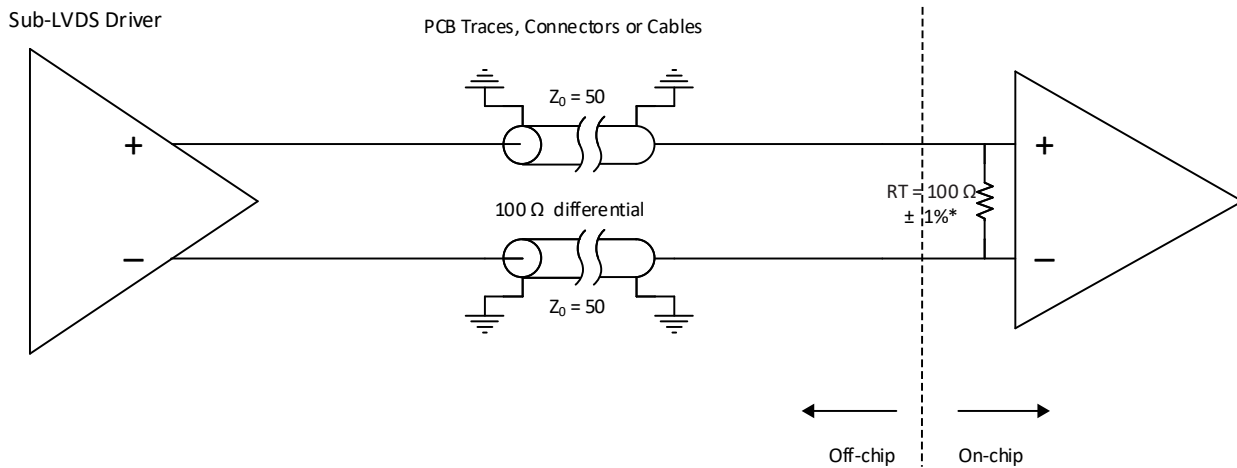 Sub-LVDS Driver
PCB Traces, Connectors or Cables
Z₀ = 50
+
+
RT = 100 Ω
± 1%*
100 Ω differential
−
−
Z₀ = 50
Off-chip
On-chip